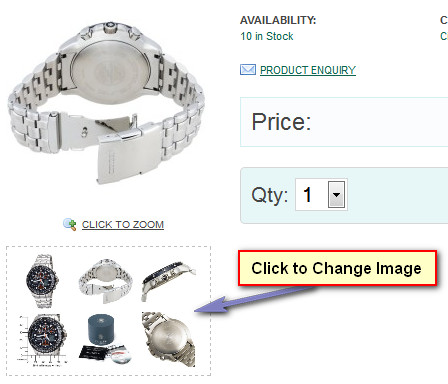 AVAILABILITY:
10 in Stock
PRODUCT ENQUIRY
Price:
Qty: 1
CLICK TO ZOOM
Click to Change Image